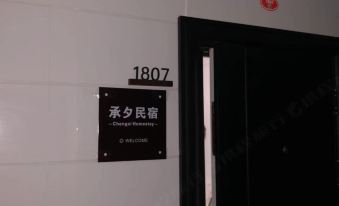 1807
承夕民宿
-Chengxi Homestay-
WELCOME